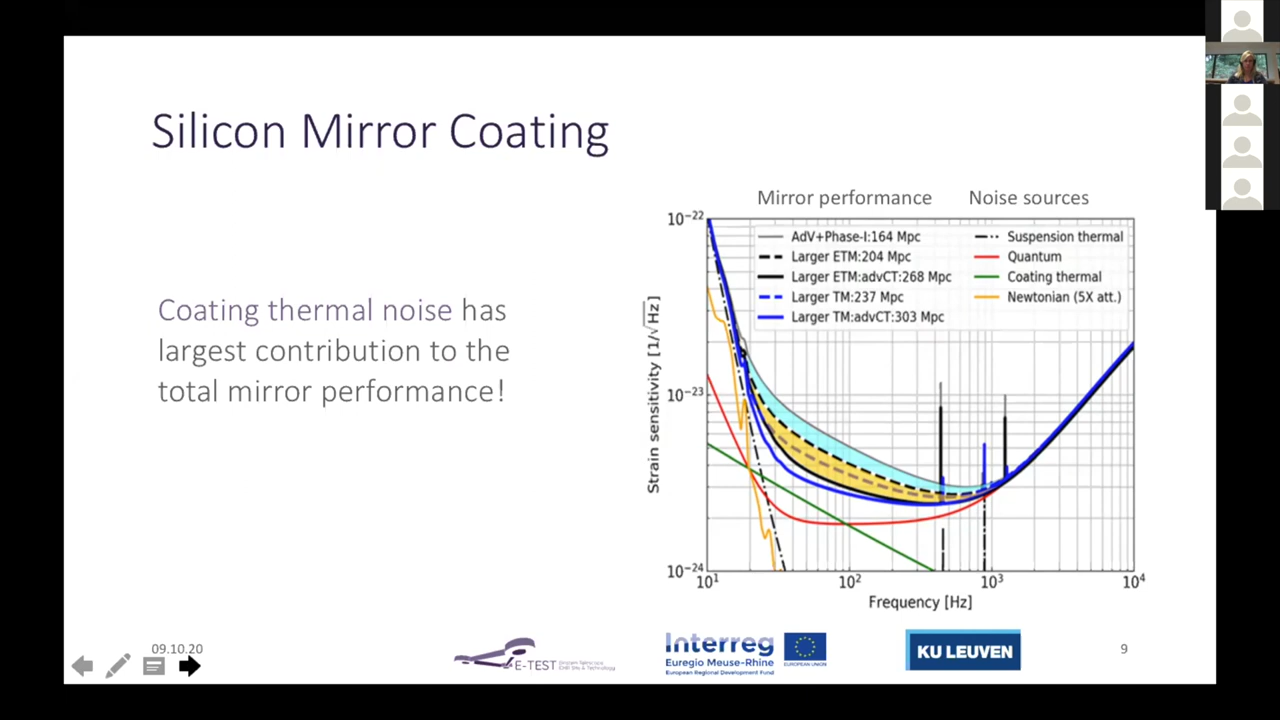 Silicon Mirror Coating
Coating thermal noise has
largest contribution to the
total mirror performance!
Mirror performance
Noise sources
AdV+Phase-I:164 Mpc
Larger ETM:204 Mpc
Larger ETM:advCT:268 Mpc
Larger TM:237 Mpc
Larger TM:advCT:303 Mpc
Suspension thermal
Quantum
Coating thermal
Newtonian (5X att.)
Strain sensitivity [1/√Hz]
10⁻²²
10⁻²³
10⁻²⁴
10¹
10²
10³
10⁴
Frequency [Hz]
09.10.20
E-TEST
Interreg
Euregio Meuse-Rhine
European Regional Development Fund
EUROPEAN UNION
KU LEUVEN
9